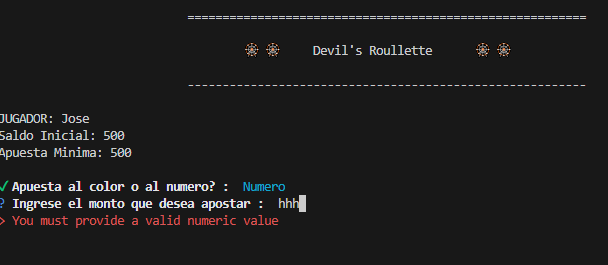 =========================================================
Devil's Roullette
---------------------------------------------------------
JUGADOR: Jose
Saldo Inicial: 500
Apuesta Minima: 500
✔ Apuesta al color o al numero? : Numero
? Ingrese el monto que desea apostar : hhh
> You must provide a valid numeric value